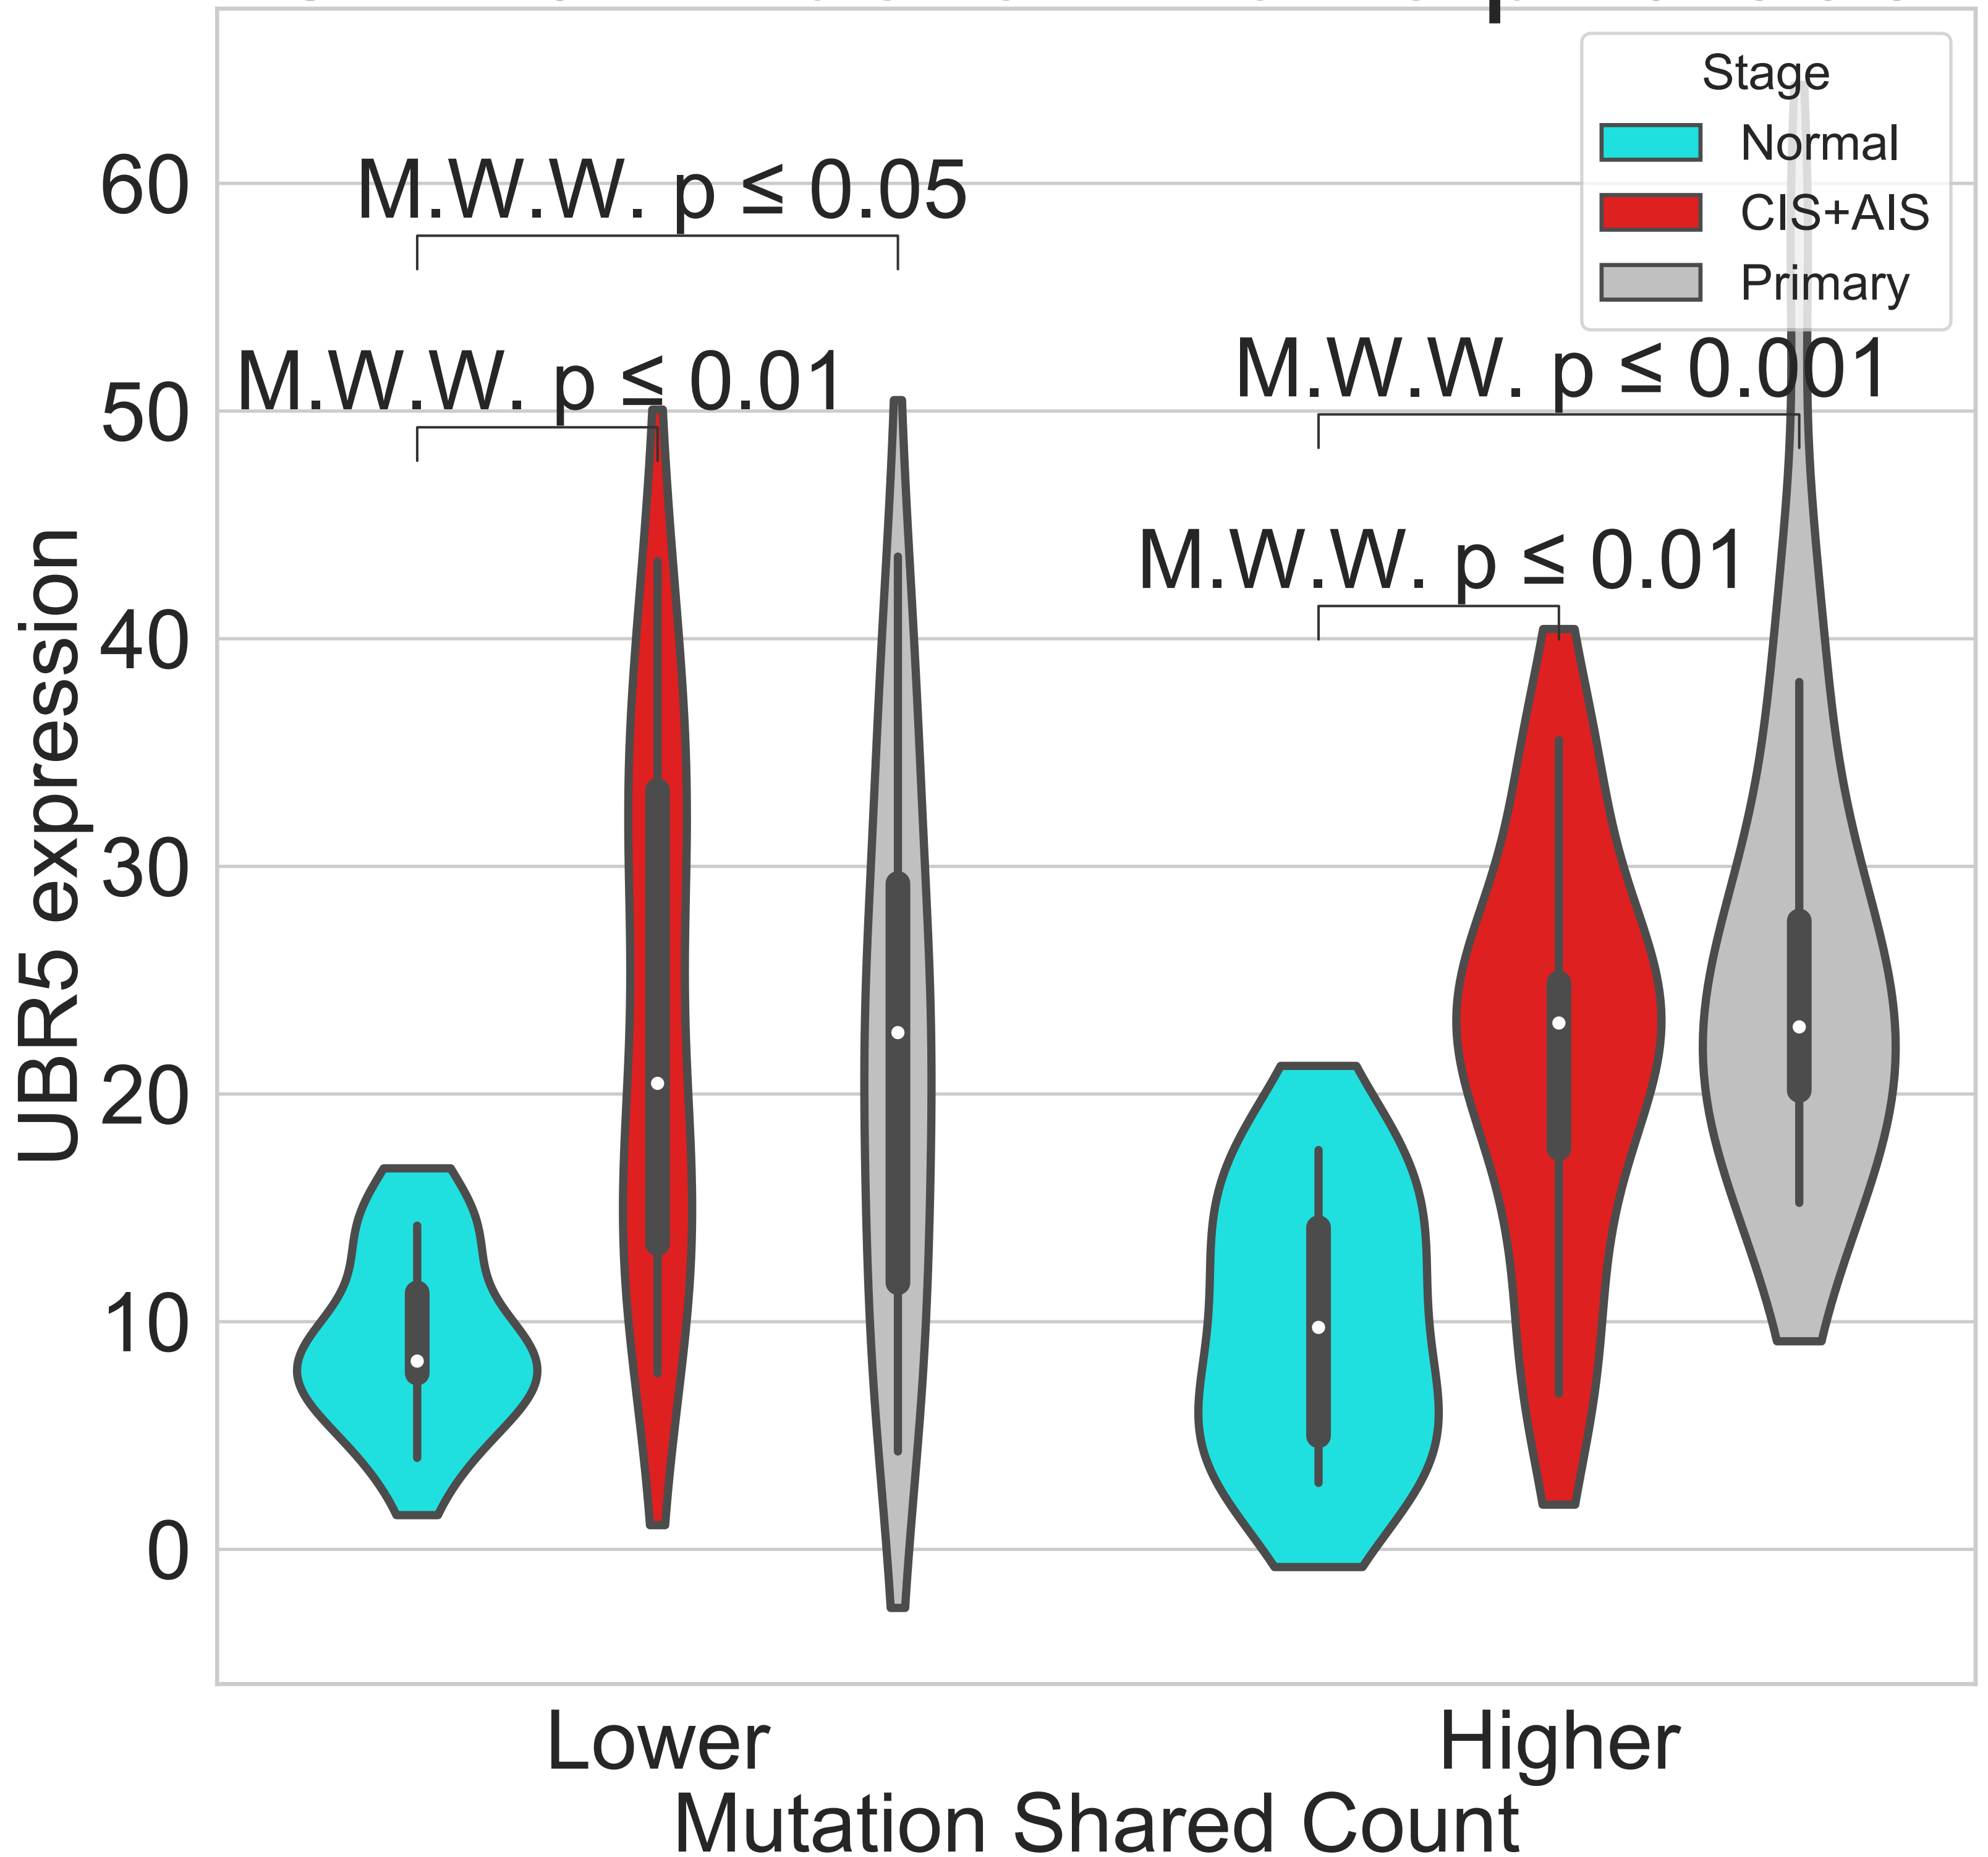 Stage
Normal
CIS+AIS
Primary
M.W.W. p ≤ 0.05
M.W.W. p ≤ 0.01
M.W.W. p ≤ 0.001
M.W.W. p ≤ 0.01
60
50
40
30
20
10
0
UBR5 expression
Lower
Higher
Mutation Shared Count